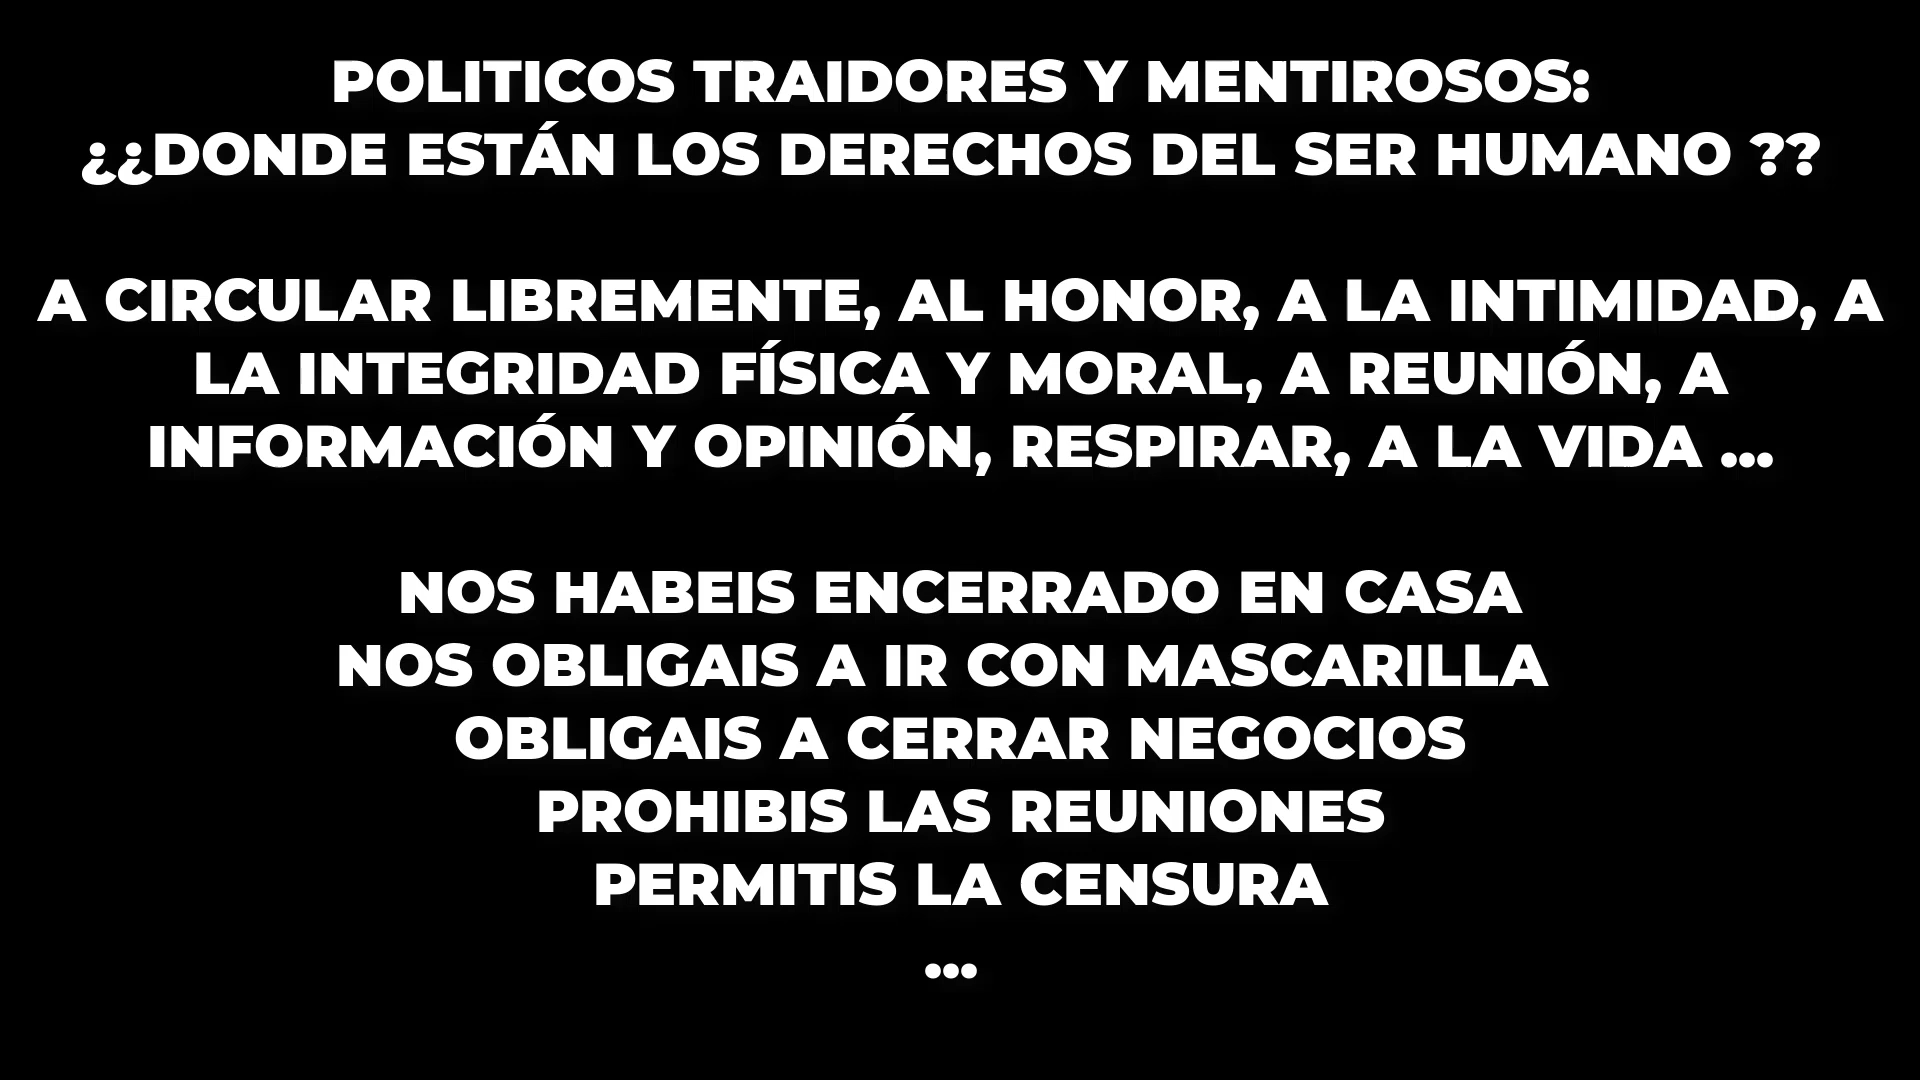 POLITICOS TRAIDORES Y MENTIROSOS:
¿¿DONDE ESTÁN LOS DERECHOS DEL SER HUMANO ??
A CIRCULAR LIBREMENTE, AL HONOR, A LA INTIMIDAD, A
LA INTEGRIDAD FÍSICA Y MORAL, A REUNIÓN, A
INFORMACIÓN Y OPINIÓN, RESPIRAR, A LA VIDA ...
NOS HABEIS ENCERRADO EN CASA
NOS OBLIGAIS A IR CON MASCARILLA
OBLIGAIS A CERRAR NEGOCIOS
PROHIBIS LAS REUNIONES
PERMITIS LA CENSURA
...